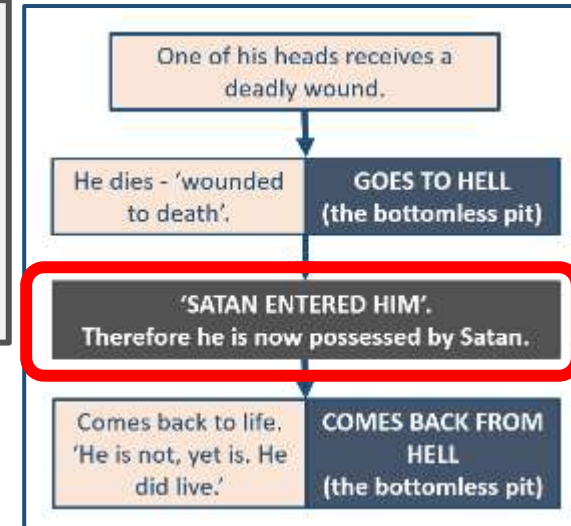 One of his heads receives a
deadly wound.
He dies - ‘wounded
to death’.
GOES TO HELL
(the bottomless pit)
‘SATAN ENTERED HIM’.
Therefore he is now possessed by Satan.
Comes back to life.
‘He is not, yet is. He
did live.’
COMES BACK FROM
HELL
(the bottomless pit)